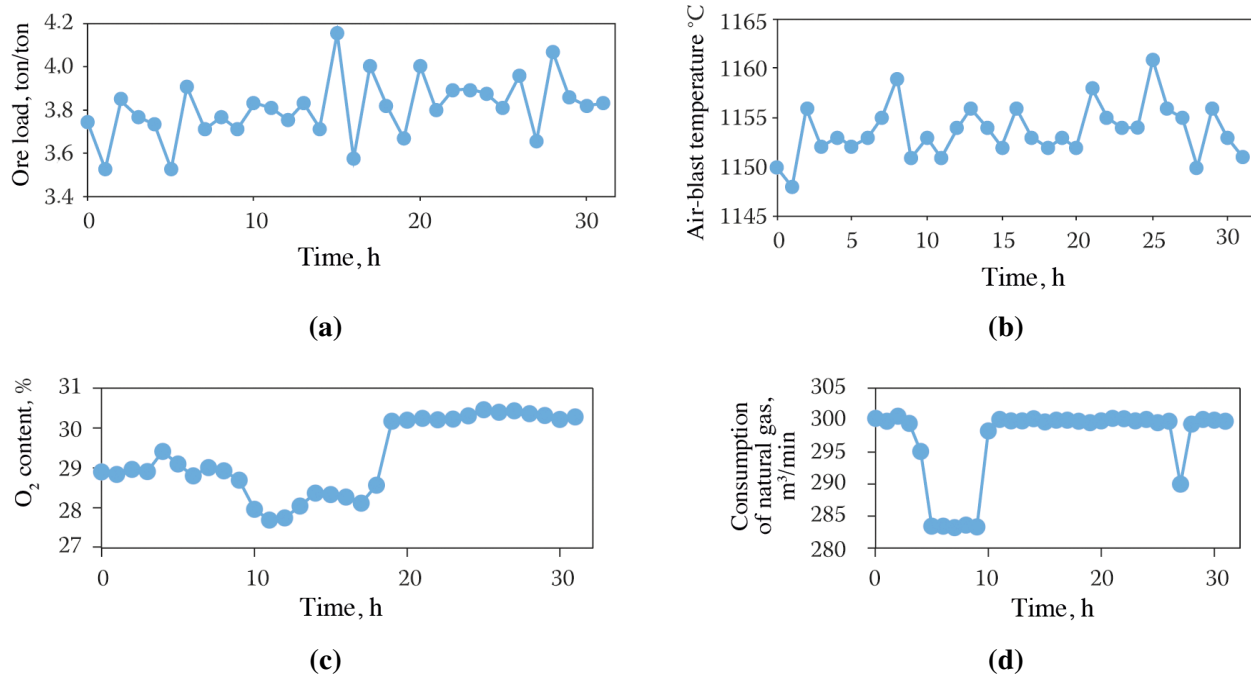 Ore load, ton/ton
4.2
4.0
3.8
3.6
3.4
0 10 20 30
Time, h
(a)
Air-blast temperature °C
1165
1160
1155
1150
1145
0 5 10 15 20 25 30
Time, h
(b)
O₂ content, %
31
30
29
28
27
0 10 20 30
Time, h
(c)
Consumption
of natural gas,
m³/min
305
300
295
290
285
280
0 10 20 30
Time, h
(d)